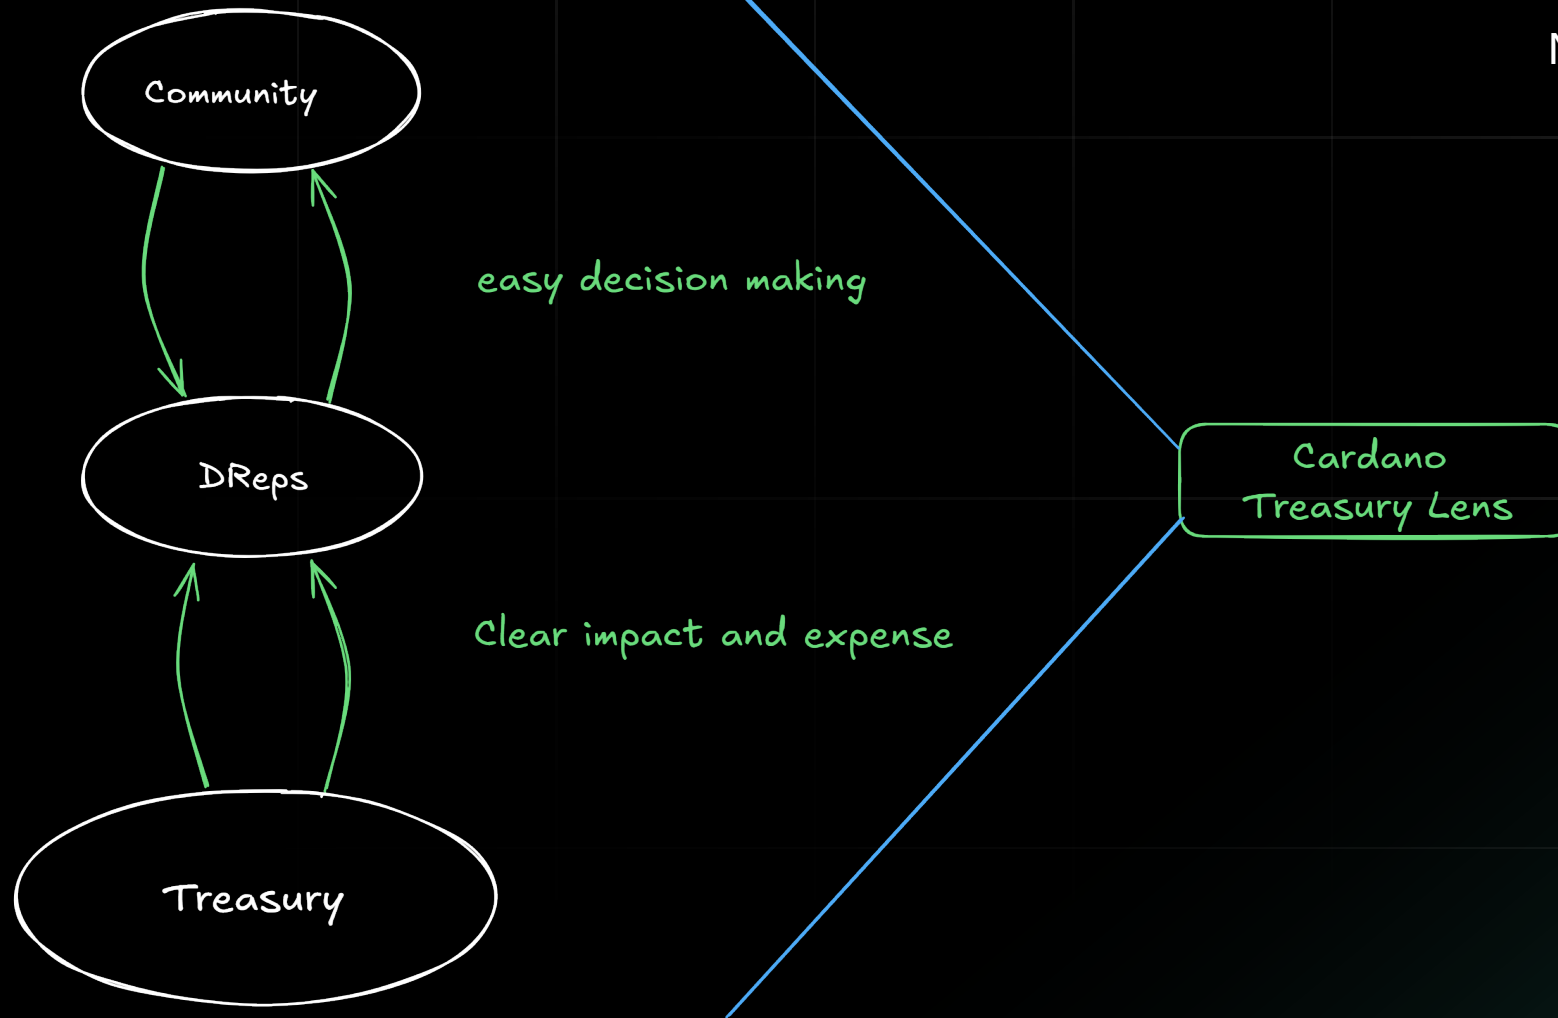 Community
easy decision making
DReps
Cardano
Treasury Lens
Clear impact and expense
Treasury